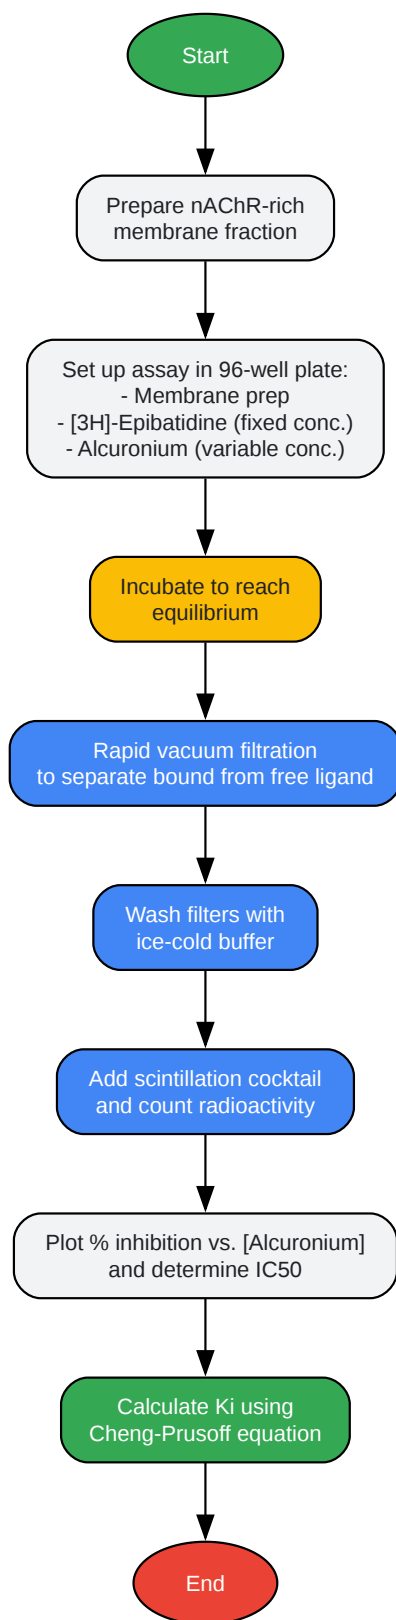 Start
Prepare nAChR-rich
membrane fraction
Set up assay in 96-well plate:
- Membrane prep
- [3H]-Epibatidine (fixed conc.)
- Alcuronium (variable conc.)
Incubate to reach
equilibrium
Rapid vacuum filtration
to separate bound from free ligand
Wash filters with
ice-cold buffer
Add scintillation cocktail
and count radioactivity
Plot % inhibition vs. [Alcuronium]
and determine IC50
Calculate Ki using
Cheng-Prusoff equation
End